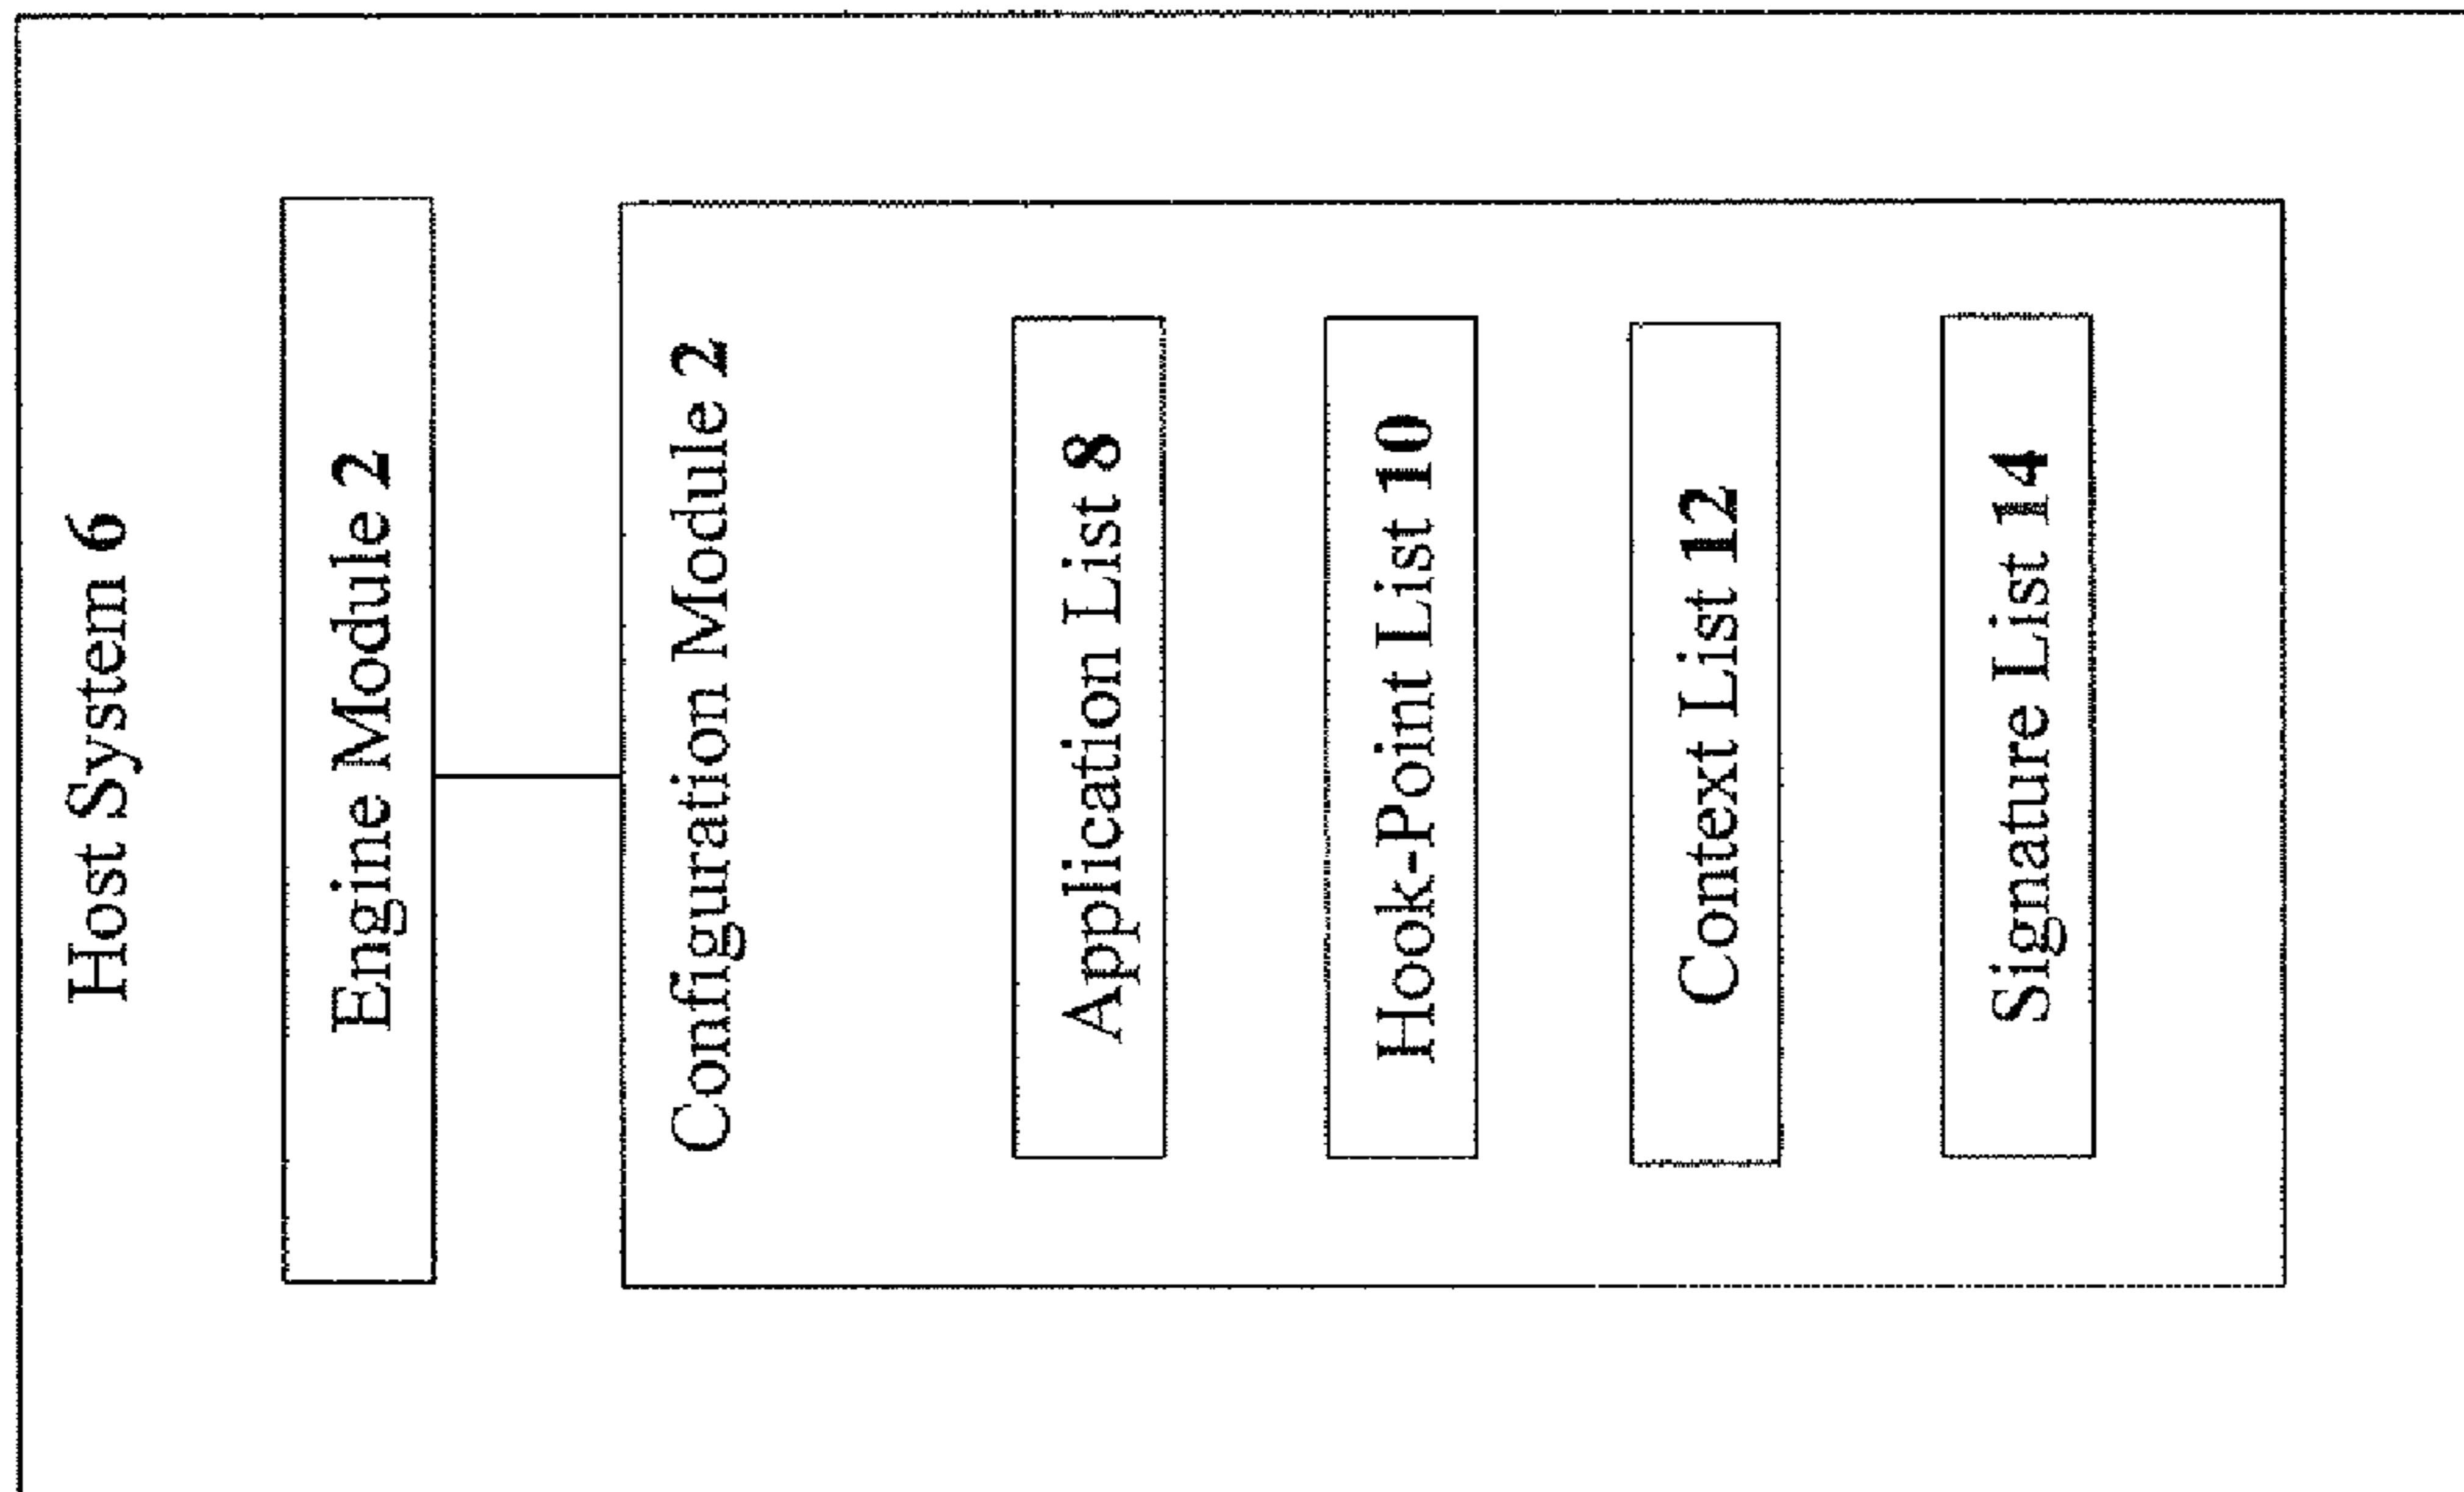 Host System 6
Engine Module 2
Configuration Module 2
Application List 8
Hook-Point List 10
Context List 12
Signature List 14